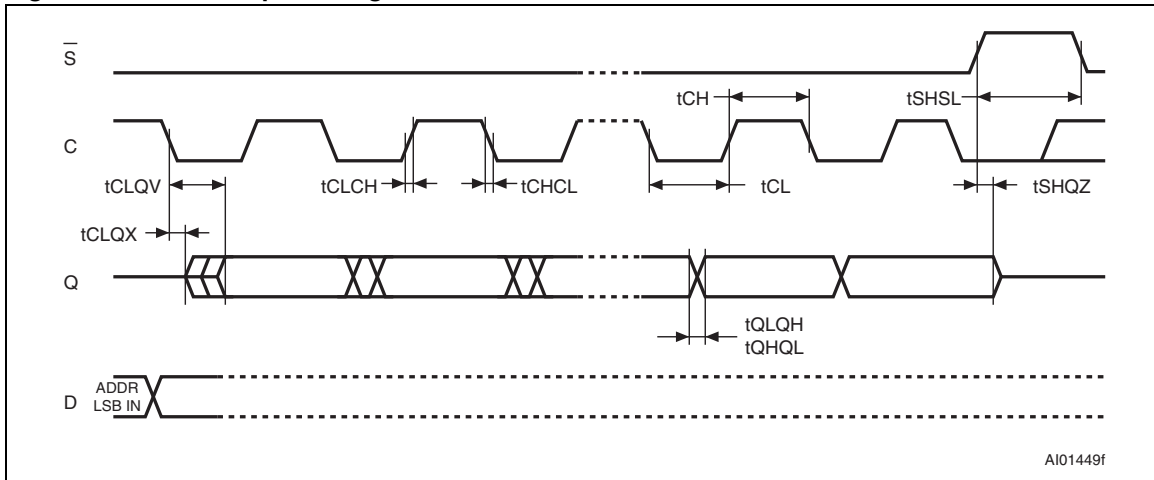 S
tCH
tSHSL
C
tCLQV
tCLCH
tCHCL
tCL
tSHQZ
tCLQX
Q
tQLQH
tQHQL
D
ADDR
LSB IN
AI01449f